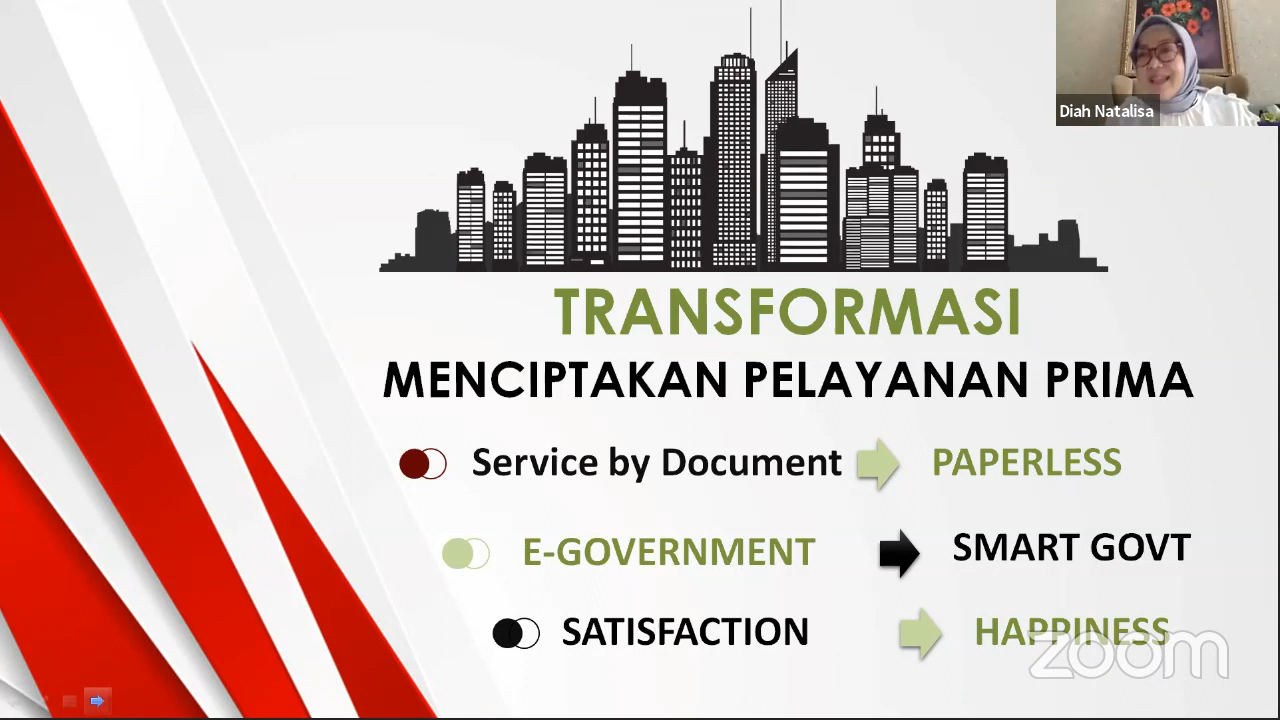 Diah Natalisa
TRANSFORMASI
MENCIPTAKAN PELAYANAN PRIMA
Service by Document PAPERLESS
E-GOVERNMENT SMART GOVT
SATISFACTION HAPPINESS
zoom